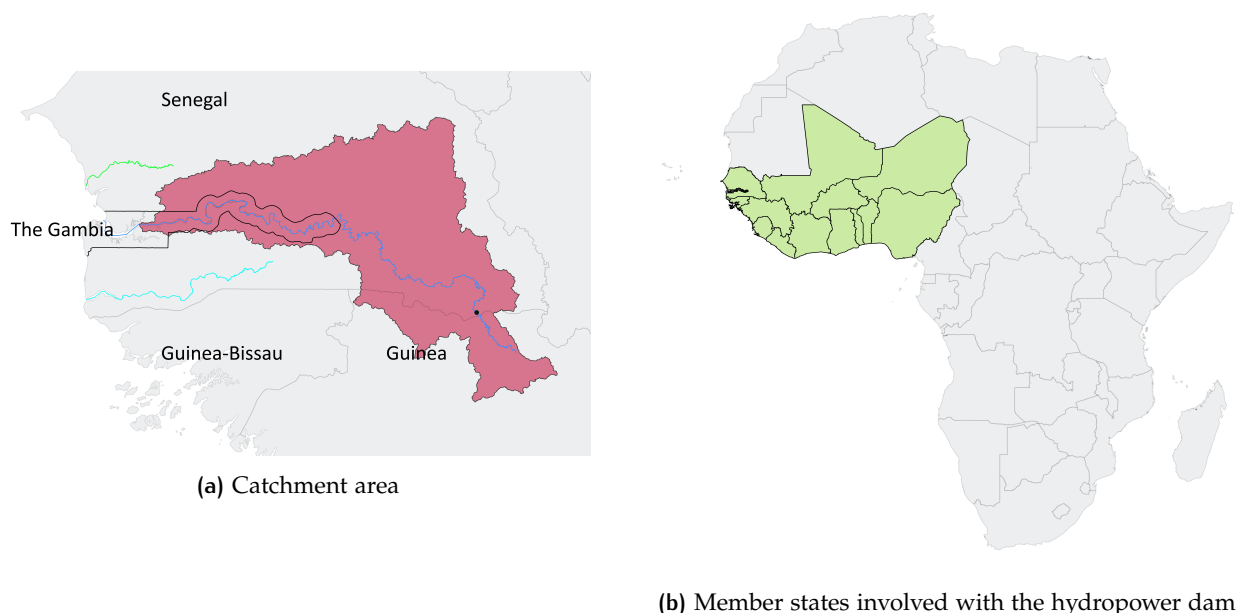 Senegal
The Gambia
Guinea-Bissau
Guinea
(a) Catchment area
(b) Member states involved with the hydropower dam